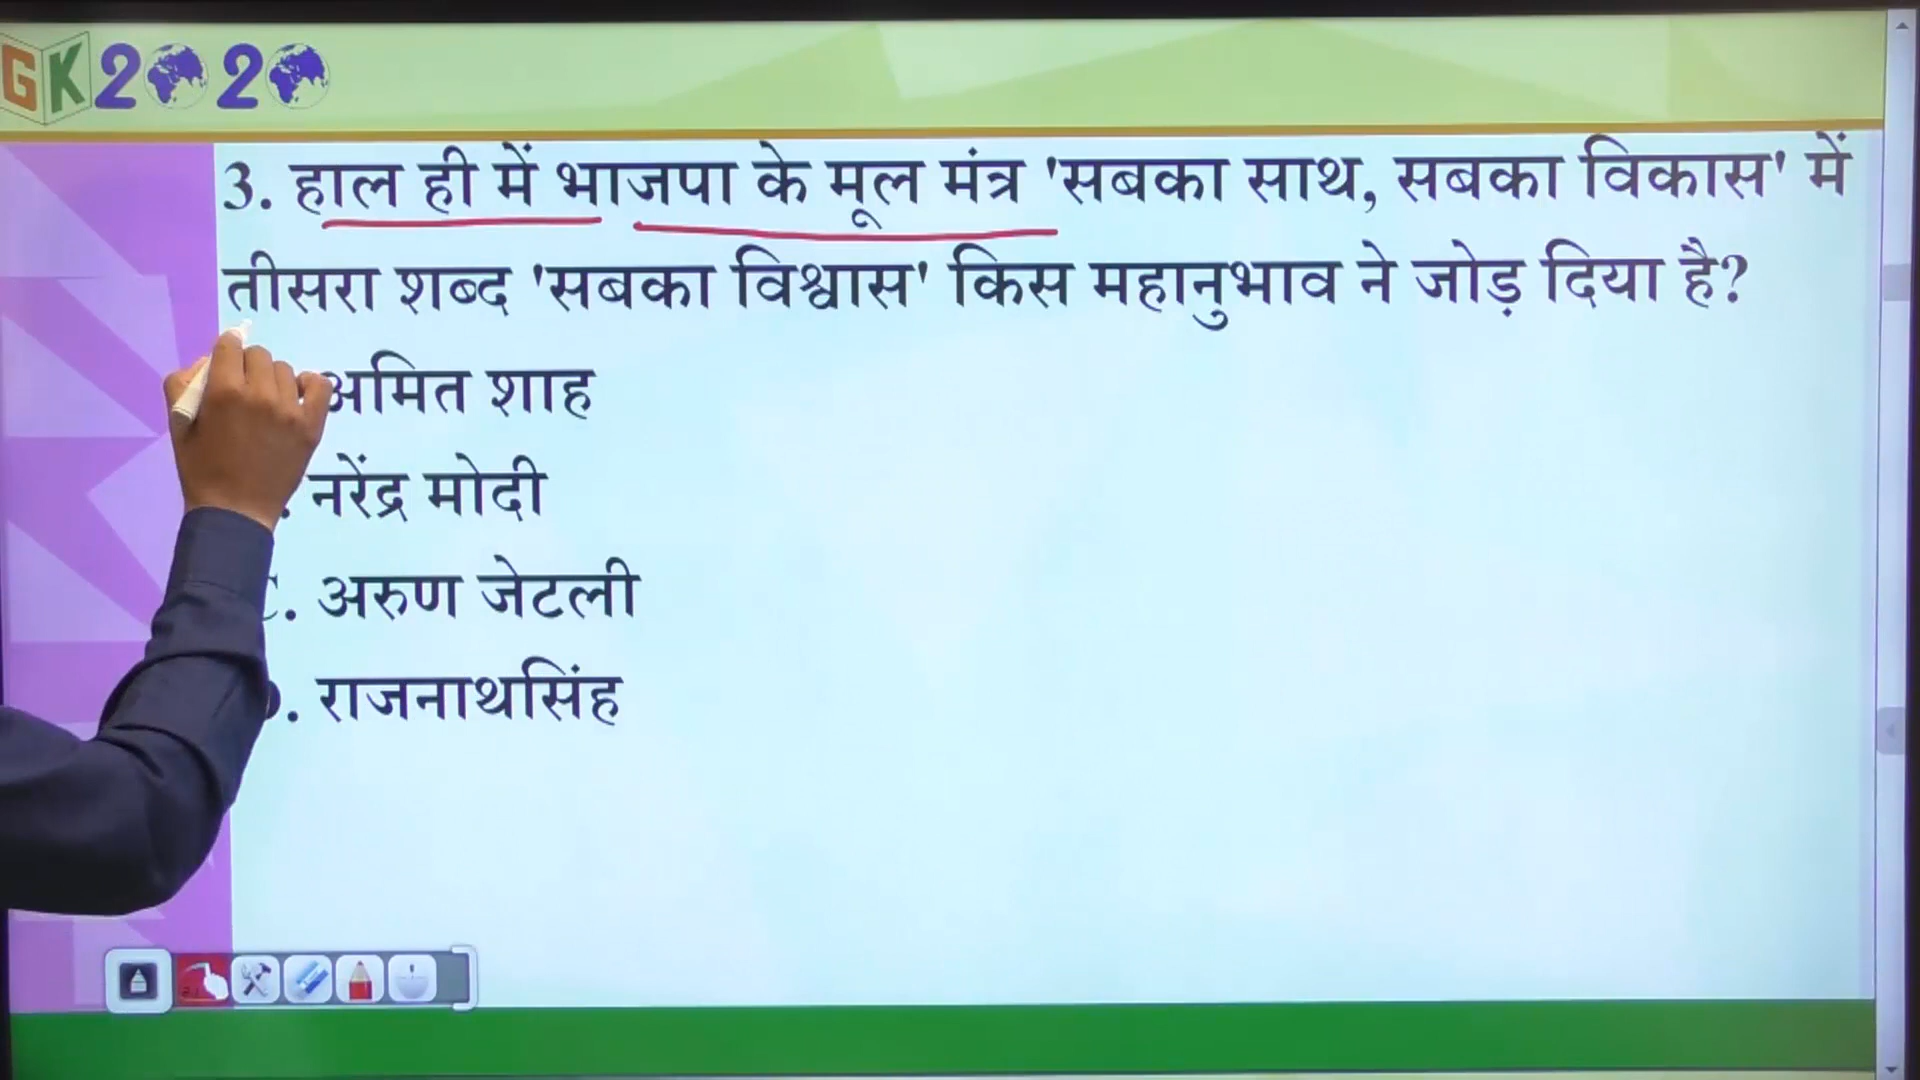 GK2020
3. हाल ही में भाजपा के मूल मंत्र 'सबका साथ, सबका विकास' में
तीसरा शब्द 'सबका विश्वास' किस महानुभाव ने जोड़ दिया है?
अमित शाह
. नरेंद्र मोदी
C. अरुण जेटली
D. राजनाथसिंह